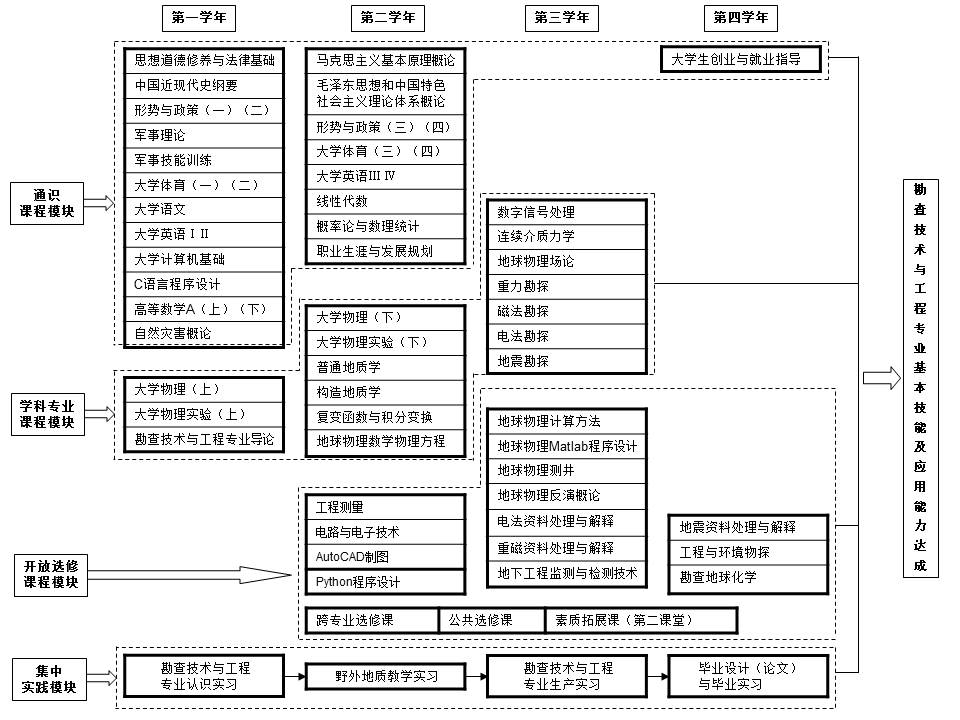 第一学年
第二学年
第三学年
第四学年
通识
课程模块
思想道德修养与法律基础
中国近现代史纲要
形势与政策（一）（二）
军事理论
军事技能训练
大学体育（一）（二）
大学语文
大学英语ⅠⅡ
大学计算机基础
C语言程序设计
高等数学A（上）（下）
自然灾害概论
马克思主义基本原理概论
毛泽东思想和中国特色
社会主义理论体系概论
形势与政策（三）（四）
大学体育（三）（四）
大学英语Ⅲ Ⅳ
线性代数
概率论与数理统计
职业生涯与发展规划
大学生创业与就业指导
学科专业
课程模块
大学物理（上）
大学物理实验（上）
勘查技术与工程专业导论
大学物理（下）
大学物理实验（下）
普通地质学
构造地质学
复变函数与积分变换
地球物理数学物理方程
数字信号处理
连续介质力学
地球物理场论
重力勘探
磁法勘探
电法勘探
地震勘探
开放选修
课程模块
工程测量
电路与电子技术
AutoCAD制图
Python程序设计
地球物理计算方法
地球物理Matlab程序设计
地球物理测井
地球物理反演概论
电法资料处理与解释
重磁资料处理与解释
地下工程监测与检测技术
地震资料处理与解释
工程与环境物探
勘查地球化学
跨专业选修课
公共选修课
素质拓展课（第二课堂）
集中
实践模块
勘查技术与工程
专业认识实习
野外地质教学实习
勘查技术与工程
专业生产实习
毕业设计（论文）
与毕业实习
勘查技术与工程专业基本技能及应用能力达成